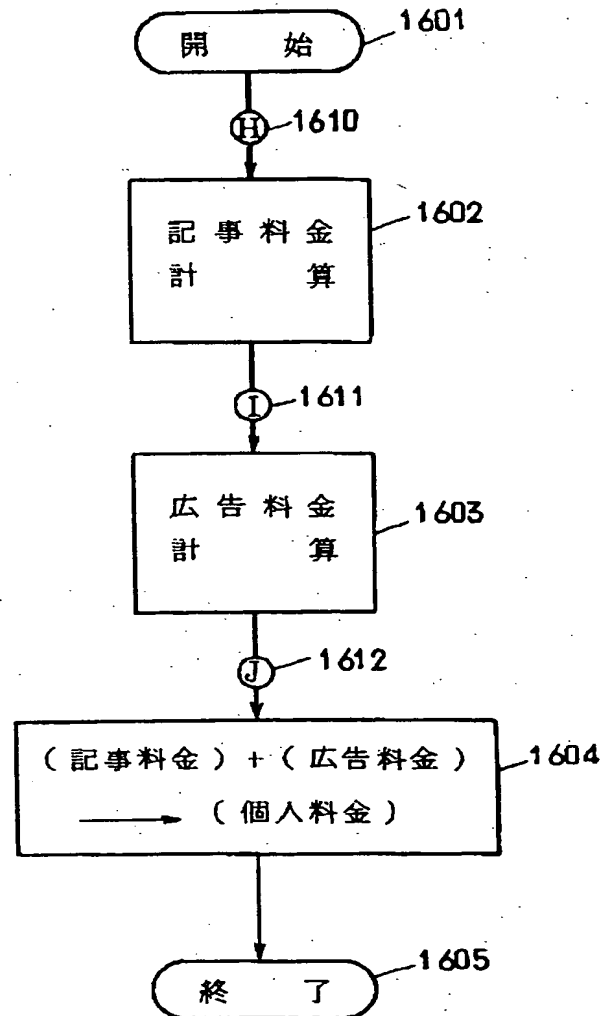 開始 1601
H 1610
記事料金 1602
計算
I 1611
広告料金 1603
計算
J 1612
(記事料金)+(広告料金) 1604
→(個人料金)
終了 1605